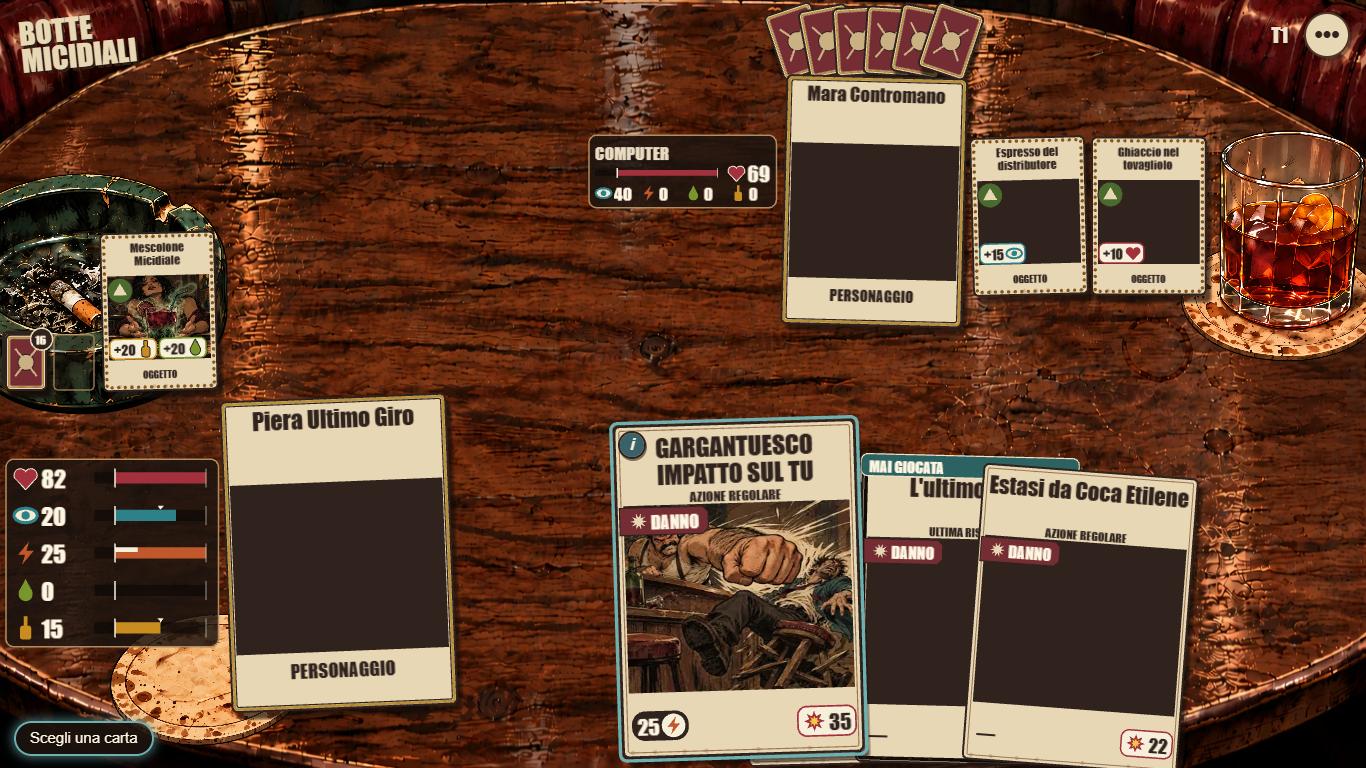 BOTTE
MICIDIALI
T1
Mara Contromano
PERSONAGGIO
COMPUTER
69
40
0
0
0
Espresso del
distributore
+15
OGGETTO
Ghiaccio nel
tovagliolo
+10
OGGETTO
Mescolone
Micidiale
+20
+20
OGGETTO
16
82
20
25
0
15
Piera Ultimo Giro
PERSONAGGIO
i
GARGANTUESCO
IMPATTO SUL TU
AZIONE REGOLARE
DANNO
25
35
MAI GIOCATA
L'ultimo
ULTIMA RIS
DANNO
—
Estasi da Coca Etilene
AZIONE REGOLARE
DANNO
—
22
Scegli una carta